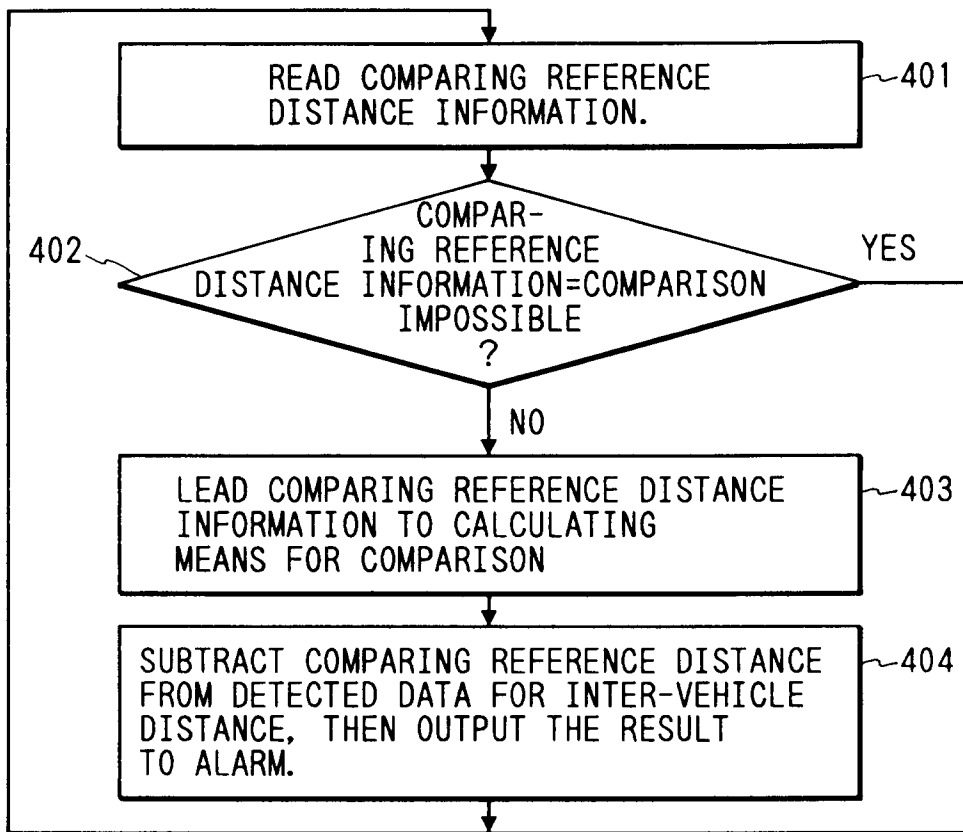 READ COMPARING REFERENCE
DISTANCE INFORMATION.
401
COMPAR-
ING REFERENCE
DISTANCE INFORMATION=COMPARISON
IMPOSSIBLE
?
402
YES
NO
LEAD COMPARING REFERENCE DISTANCE
INFORMATION TO CALCULATING
MEANS FOR COMPARISON
403
SUBTRACT COMPARING REFERENCE DISTANCE
FROM DETECTED DATA FOR INTER-VEHICLE
DISTANCE, THEN OUTPUT THE RESULT
TO ALARM.
404